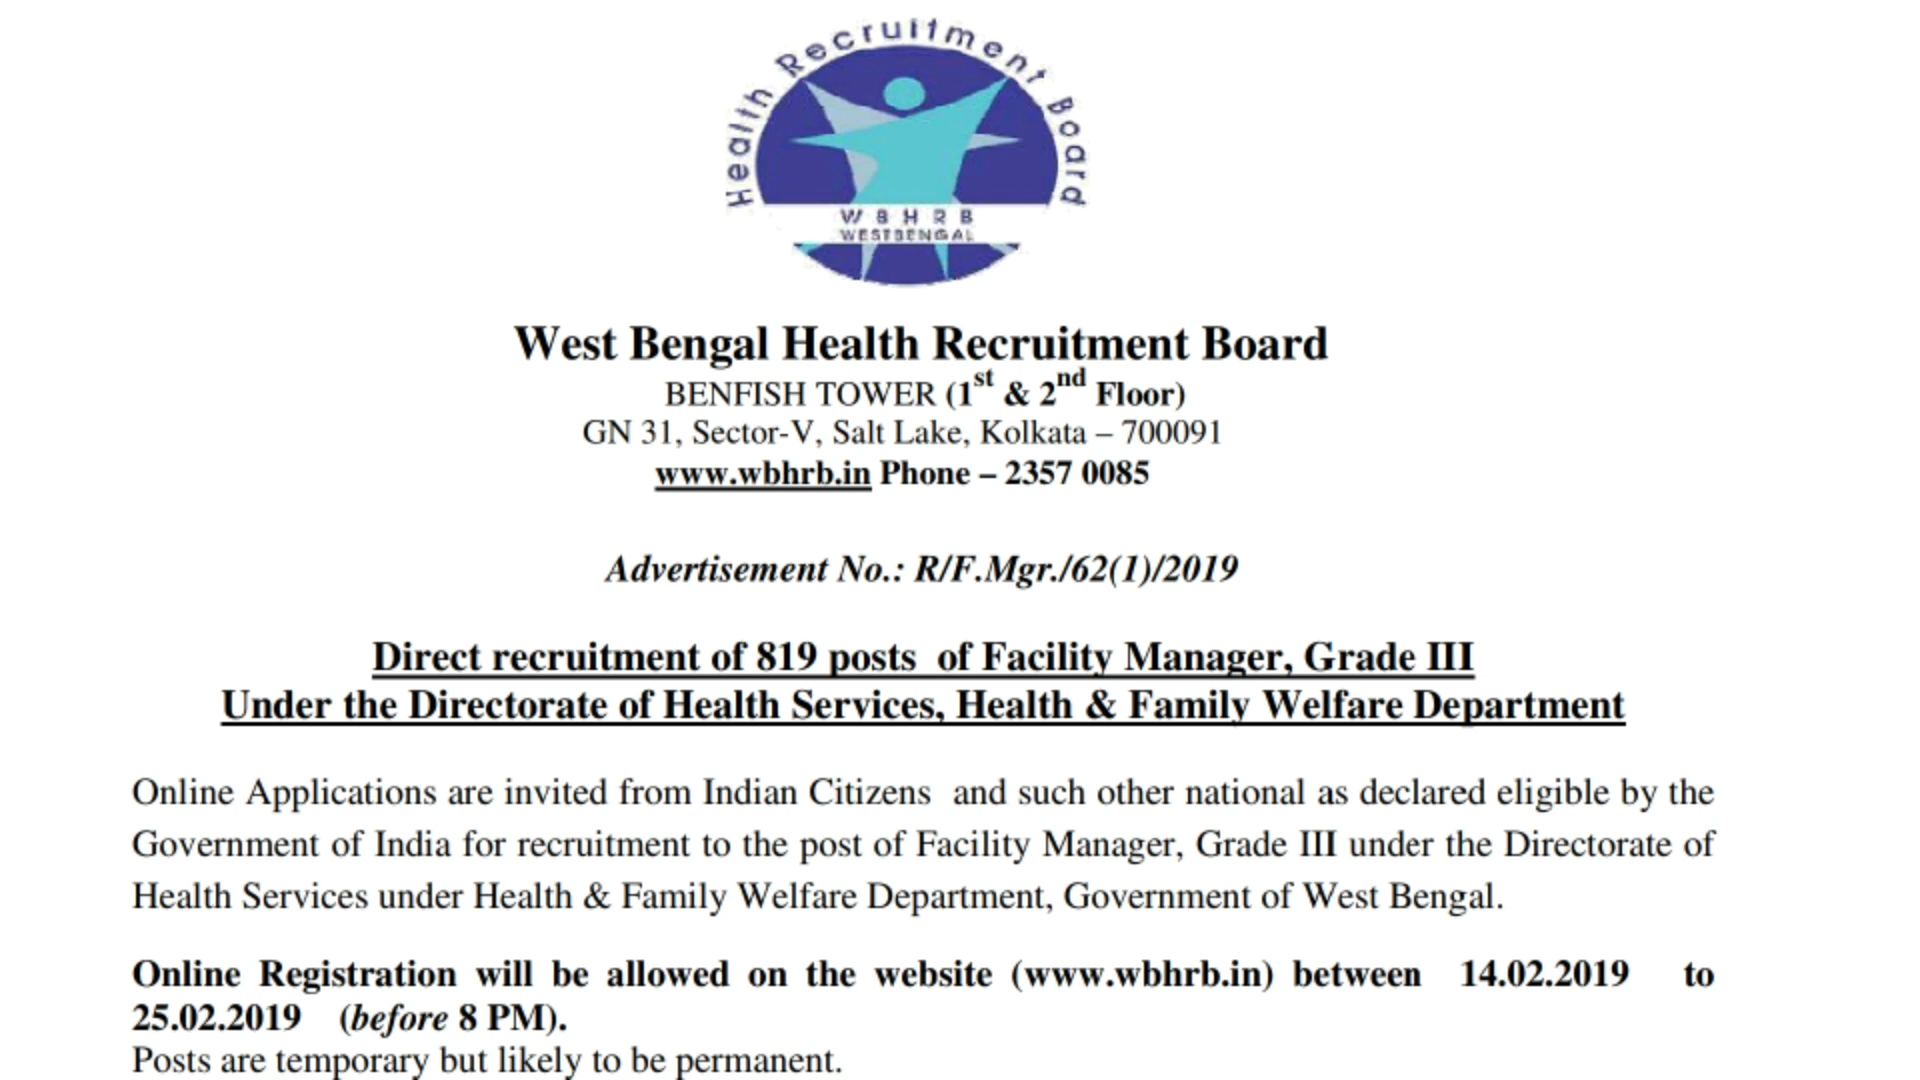 Health Recruitment Board
W B H R B
WESTBENGAL
West Bengal Health Recruitment Board
BENFISH TOWER (1st & 2nd Floor)
GN 31, Sector-V, Salt Lake, Kolkata – 700091
www.wbhrb.in Phone – 2357 0085
Advertisement No.: R/F.Mgr./62(1)/2019
Direct recruitment of 819 posts of Facility Manager, Grade III
Under the Directorate of Health Services, Health & Family Welfare Department
Online Applications are invited from Indian Citizens and such other national as declared eligible by the
Government of India for recruitment to the post of Facility Manager, Grade III under the Directorate of
Health Services under Health & Family Welfare Department, Government of West Bengal.
Online Registration will be allowed on the website (www.wbhrb.in) between 14.02.2019 to
25.02.2019 (before 8 PM).
Posts are temporary but likely to be permanent.